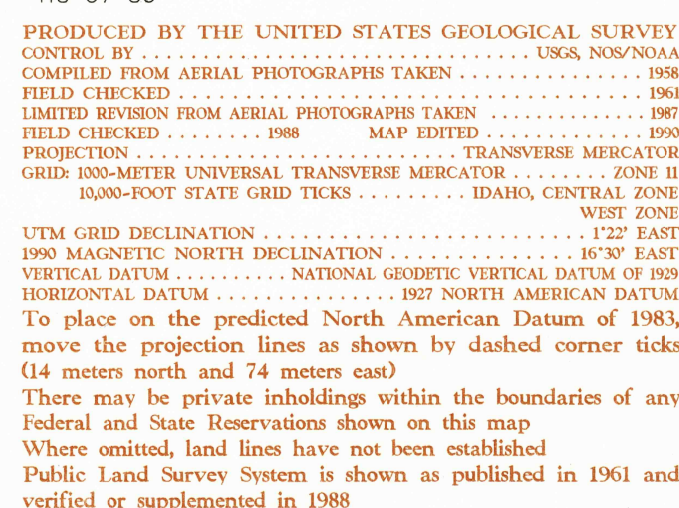 PRODUCED BY THE UNITED STATES GEOLOGICAL SURVEY
CONTROL BY . . . . . . . . . . . . . . . . . . . . . . . . . . . . . . . . . USGS, NOS/NOAA
COMPILED FROM AERIAL PHOTOGRAPHS TAKEN . . . . . . . . . . . . . . . 1958
FIELD CHECKED . . . . . . . . . . . . . . . . . . . . . . . . . . . . . . . . . . . . . . . . 1961
LIMITED REVISION FROM AERIAL PHOTOGRAPHS TAKEN . . . . . . . . . . . . . 1987
FIELD CHECKED . . . . . . . . 1988 MAP EDITED . . . . . . . . . . . . . 1990
PROJECTION . . . . . . . . . . . . . . . . . . . . . . . . . . . . TRANSVERSE MERCATOR
GRID: 1000-METER UNIVERSAL TRANSVERSE MERCATOR . . . . . . . . ZONE 11
10,000-FOOT STATE GRID TICKS . . . . . . . . . IDAHO, CENTRAL ZONE
WEST ZONE
UTM GRID DECLINATION . . . . . . . . . . . . . . . . . . . . . . . . . . . 1°22' EAST
1990 MAGNETIC NORTH DECLINATION . . . . . . . . . . . . . . . 16°30' EAST
VERTICAL DATUM . . . . . . . . . . NATIONAL GEODETIC VERTICAL DATUM OF 1929
HORIZONTAL DATUM . . . . . . . . . . . . . . . . 1927 NORTH AMERICAN DATUM
To place on the predicted North American Datum of 1983,
move the projection lines as shown by dashed corner ticks
(14 meters north and 74 meters east)
There may be private inholdings within the boundaries of any
Federal and State Reservations shown on this map
Where omitted, land lines have not been established
Public Land Survey System is shown as published in 1961 and
verified or supplemented in 1988